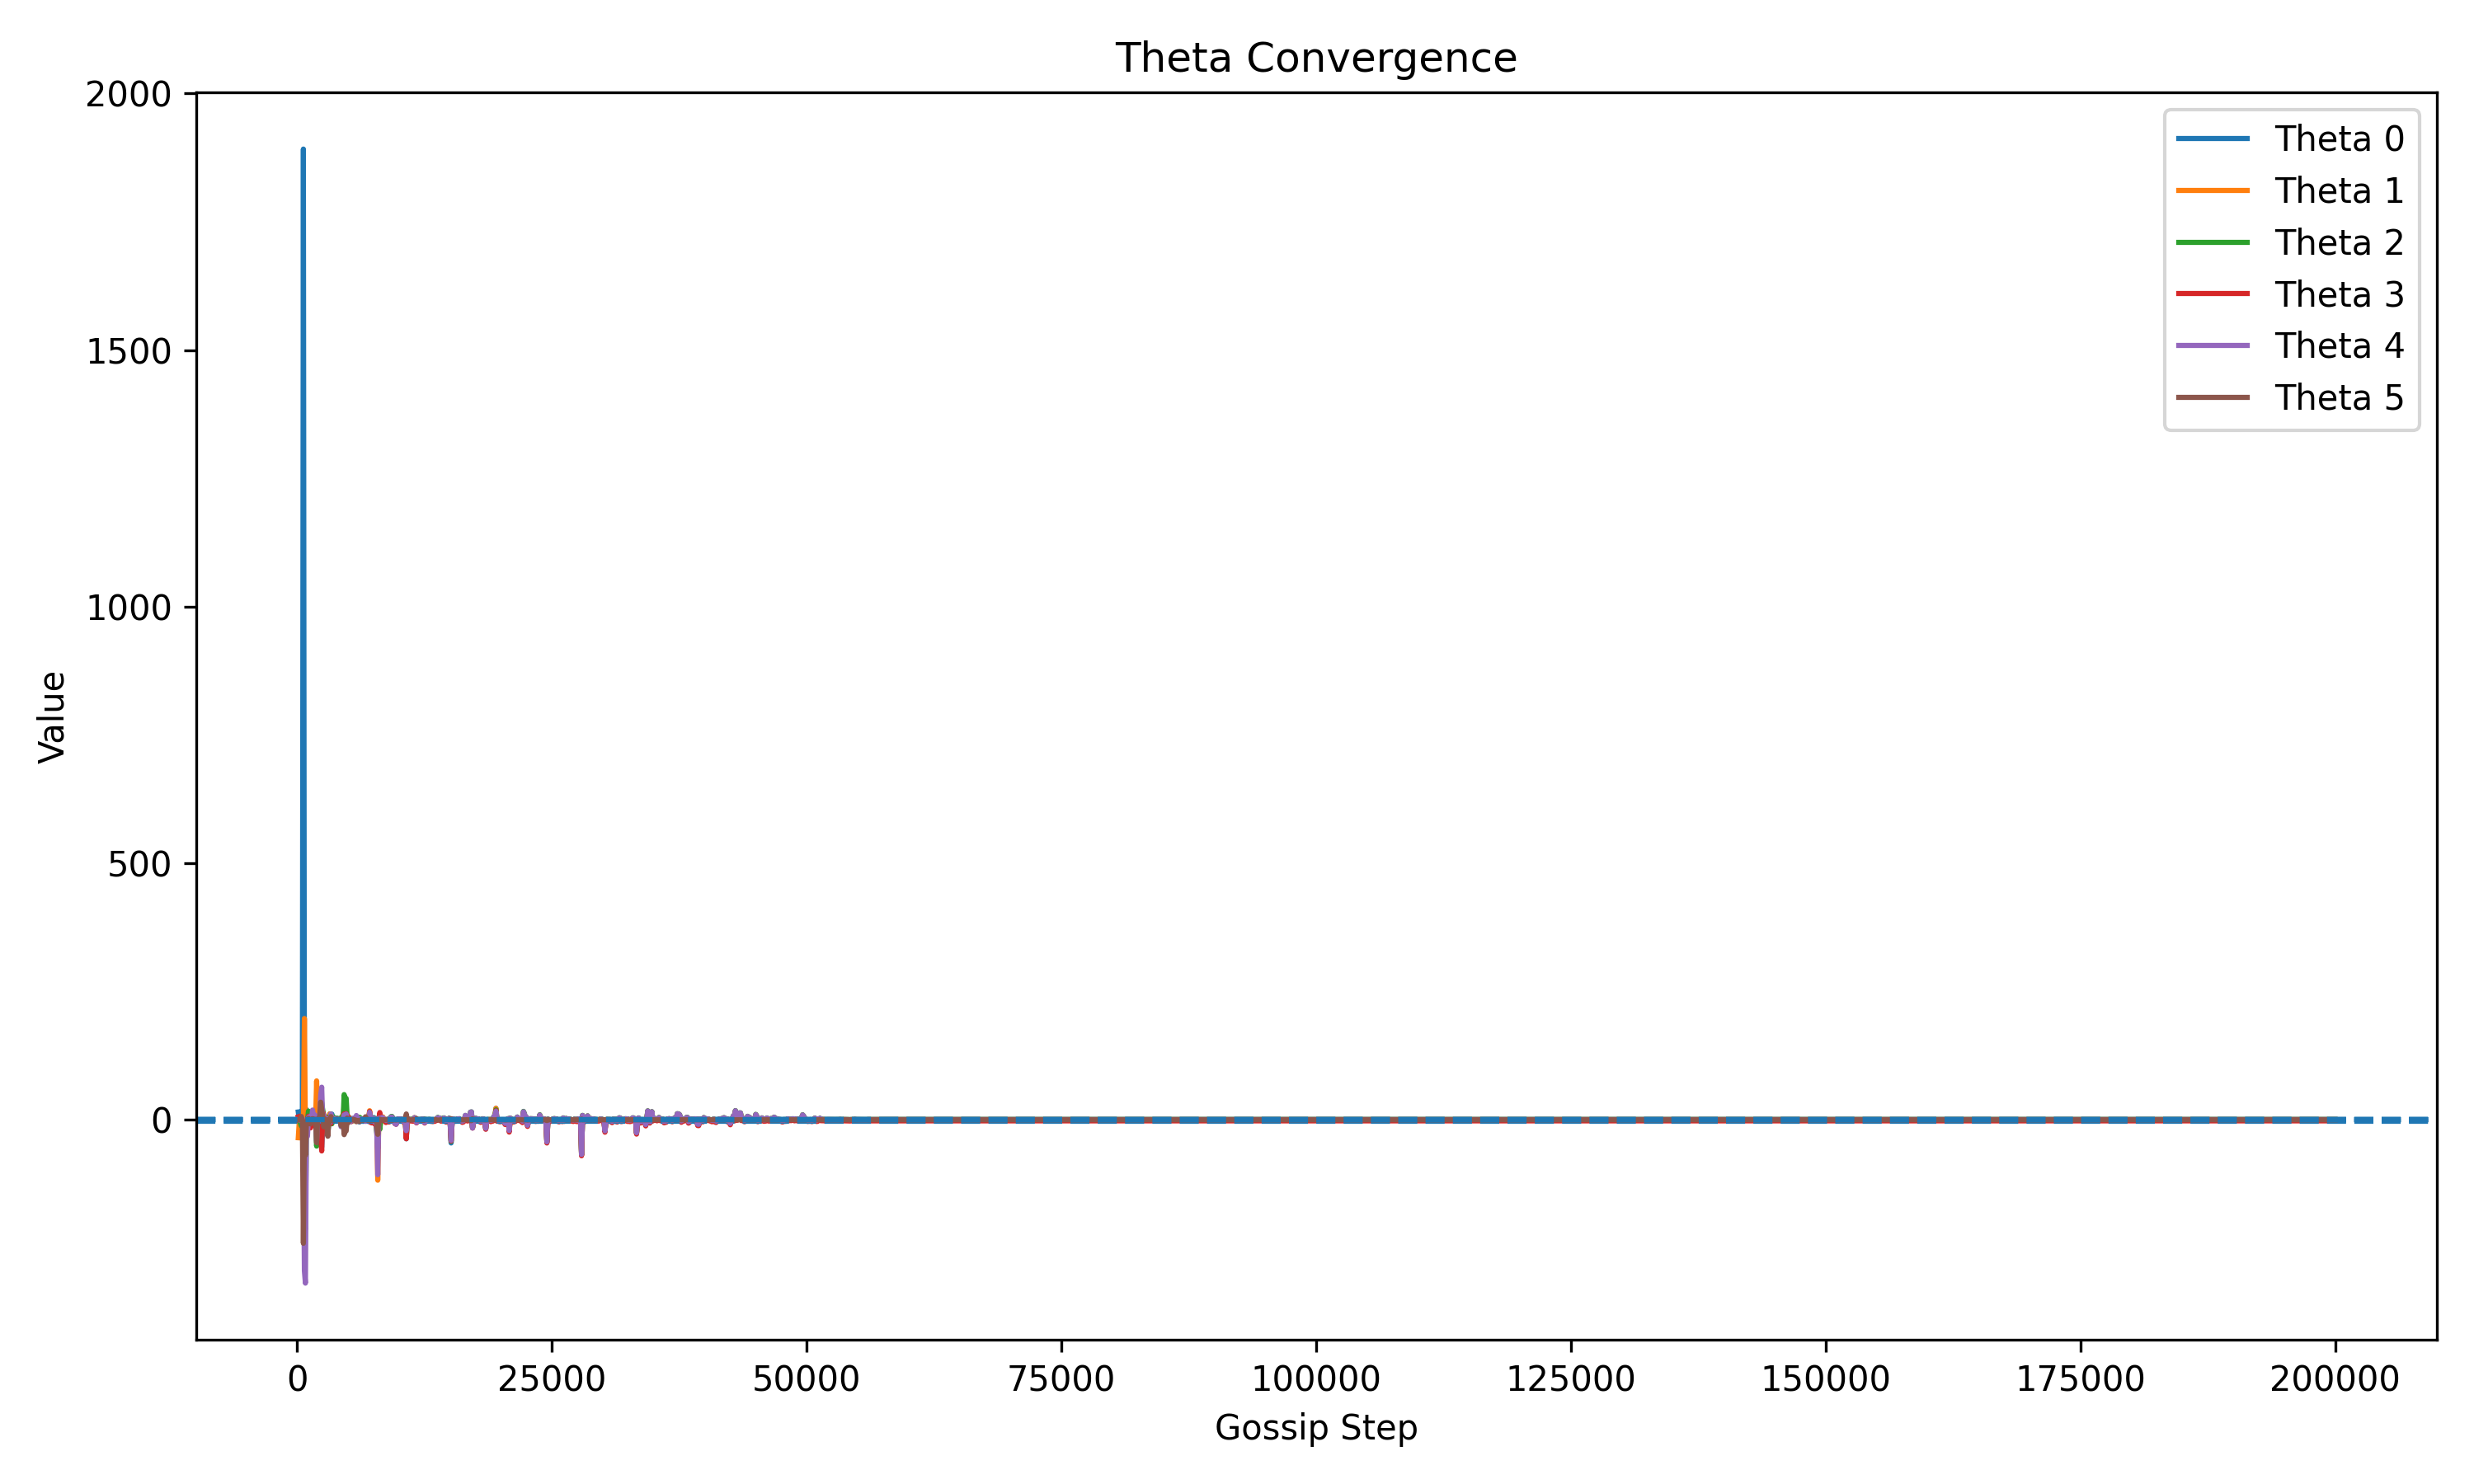 Theta Convergence
2000
1500
1000
500
0
Value
Theta 0
Theta 1
Theta 2
Theta 3
Theta 4
Theta 5
0 25000 50000 75000 100000 125000 150000 175000 200000
Gossip Step